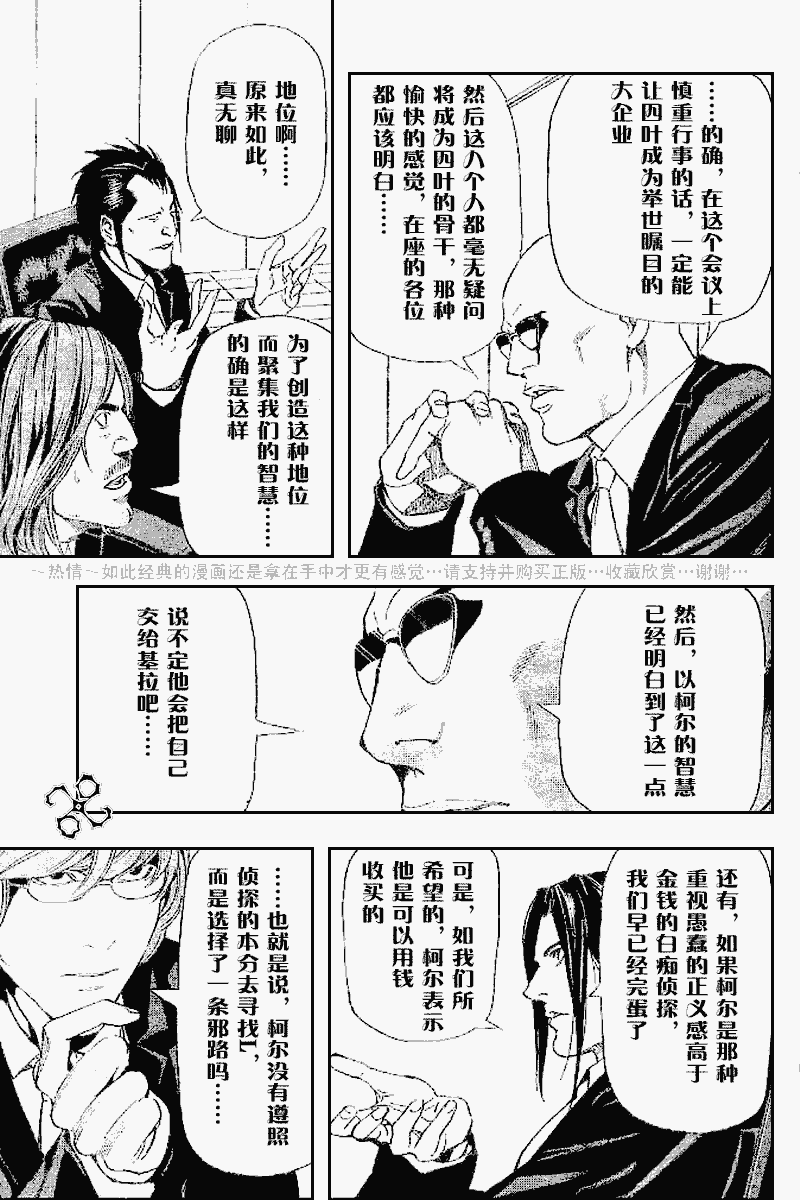 ……的确，在这个会议上
慎重行事的话，一定能
让四叶成为举世瞩目的
大企业
然后这八个人都毫无疑问
将成为四叶的骨干，那种
愉快的感觉，在座的各位
都应该明白……
地位啊……
原来如此，
真无聊
为了创造这种地位
而聚集我们的智慧……
的确是这样
～热情～如此经典的漫画还是拿在手中才更有感觉…请支持并购买正版…收藏欣赏…谢谢…
然后，以柯尔的智慧
已经明白到了这一点
说不定他会把自己
交给基拉吧……
还有，如果柯尔是那种
重视愚蠢的正义感高于
金钱的白痴侦探，
我们早已经完蛋了
可是，如我们所
希望的，柯尔表示
他是可以用钱
收买的
……也就是说，柯尔没有遵照
侦探的本分去寻找L，
而是选择了一条邪路吗……